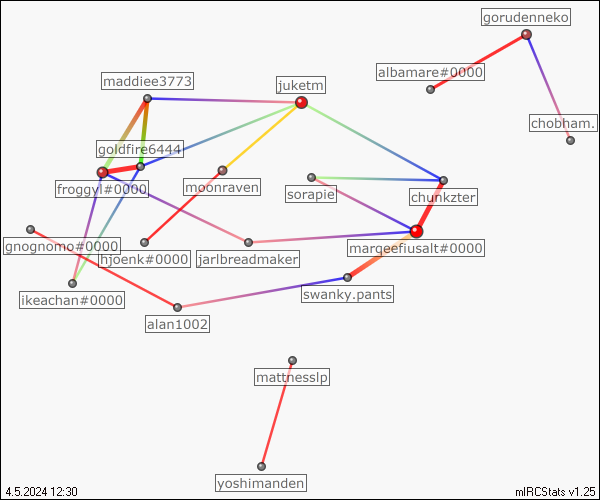 gorudenneko
albamare#0000
maddiee3773
juketm
chobham.
goldfire6444
froggyl#0000
moonraven
sorapie
chunkzter
gnognomo#0000
hjoenk#0000
jarlbreadmaker
marqeefiusalt#0000
ikeachan#0000
swanky.pants
alan1002
mattnesslp
yoshimanden
4.5.2024 12:30
mIRCStats v1.25